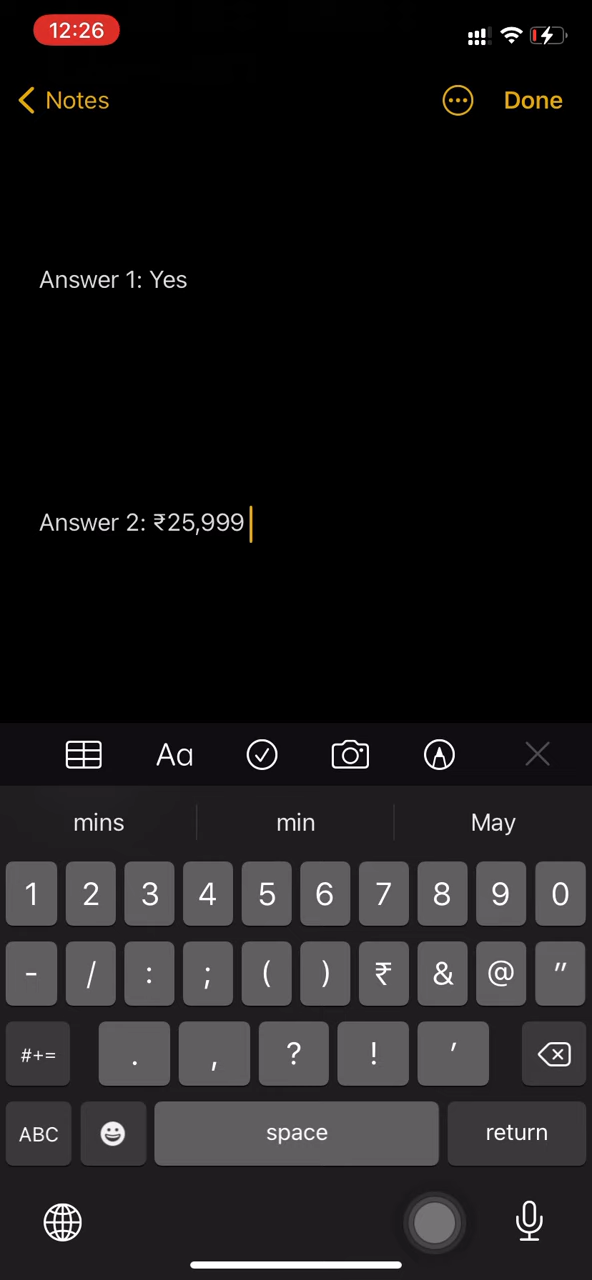 12:26
Notes
Done
Answer 1: Yes
Answer 2: ₹25,999
Aa
mins min May
1 2 3 4 5 6 7 8 9 0
- / : ; ( ) ₹ & @ "
#+= . , ? ! '
ABC space return